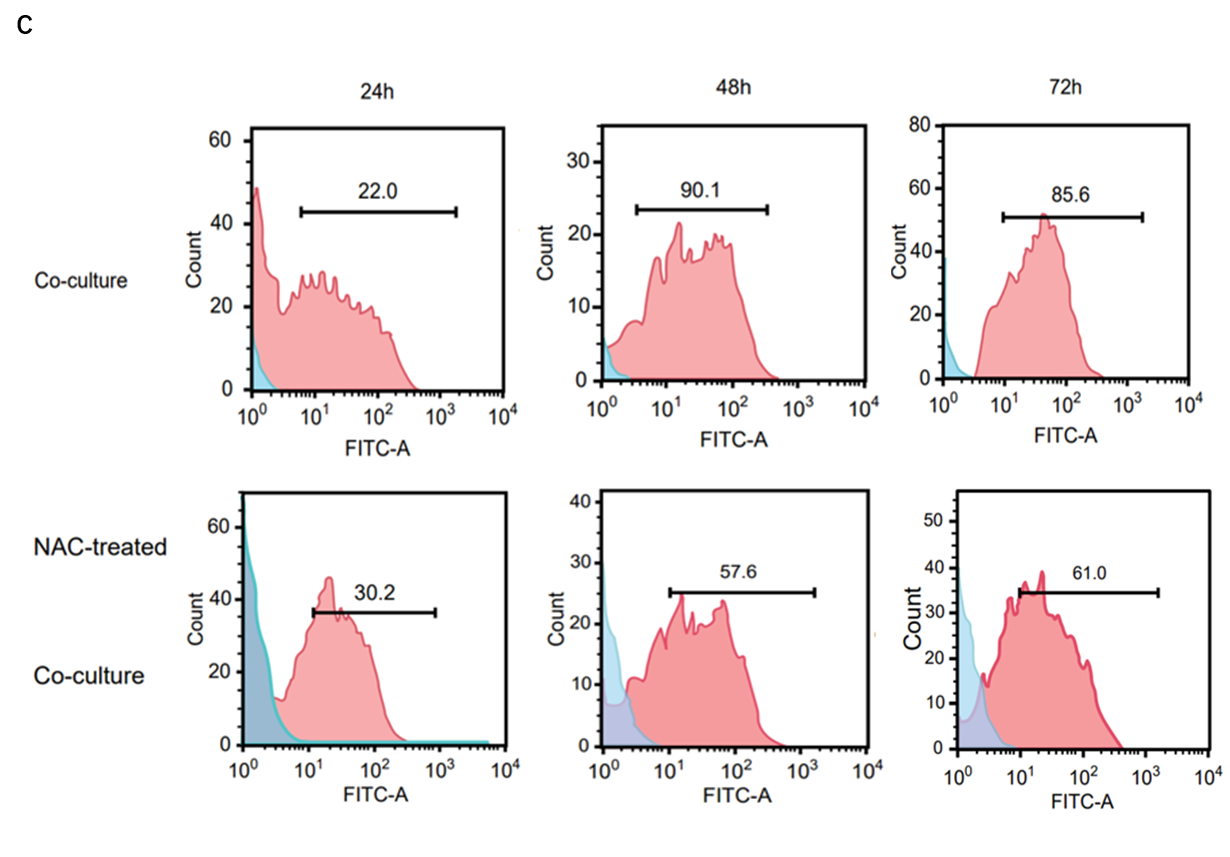 C
24h 48h 72h
Co-culture
60
40
20
0
Count
22.0
10⁰ 10¹ 10² 10³ 10⁴
FITC-A
30
20
10
0
Count
90.1
10⁰ 10¹ 10² 10³ 10⁴
FITC-A
80
60
40
20
0
Count
85.6
10⁰ 10¹ 10² 10³ 10⁴
FITC-A
NAC-treated
Co-culture
60
40
20
0
Count
30.2
10⁰ 10¹ 10² 10³ 10⁴
FITC-A
40
30
20
10
0
Count
57.6
10⁰ 10¹ 10² 10³ 10⁴
FITC-A
50
40
30
20
10
0
Count
61.0
10⁰ 10¹ 10² 10³ 10⁴
FITC-A